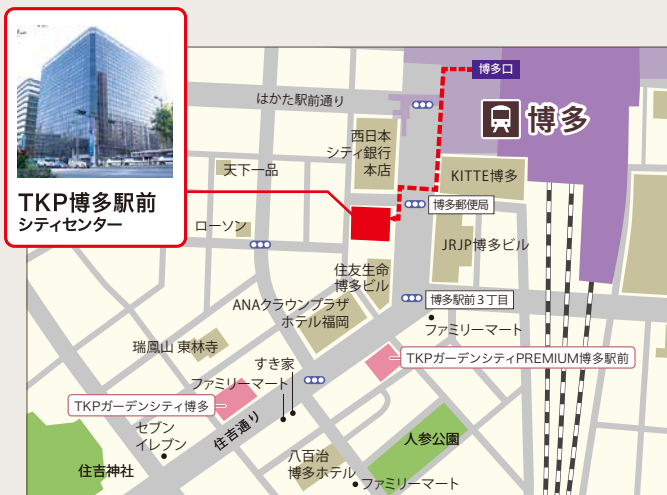 博多口
はかた駅前通り
博多
西日本
シティ銀行
本店
天下一品
KITTE博多
TKP博多駅前
シティセンター
博多郵便局
ローソン
JRJP博多ビル
住友生命
博多ビル
博多駅前3丁目
ANAクラウンプラザ
ホテル福岡
ファミリーマート
瑞鳳山 東林寺
TKPガーデンシティPREMIUM博多駅前
すき家
ファミリーマート
TKPガーデンシティ博多
住吉通り
セブン
イレブン
人参公園
八百治
博多ホテル
住吉神社
ファミリーマート